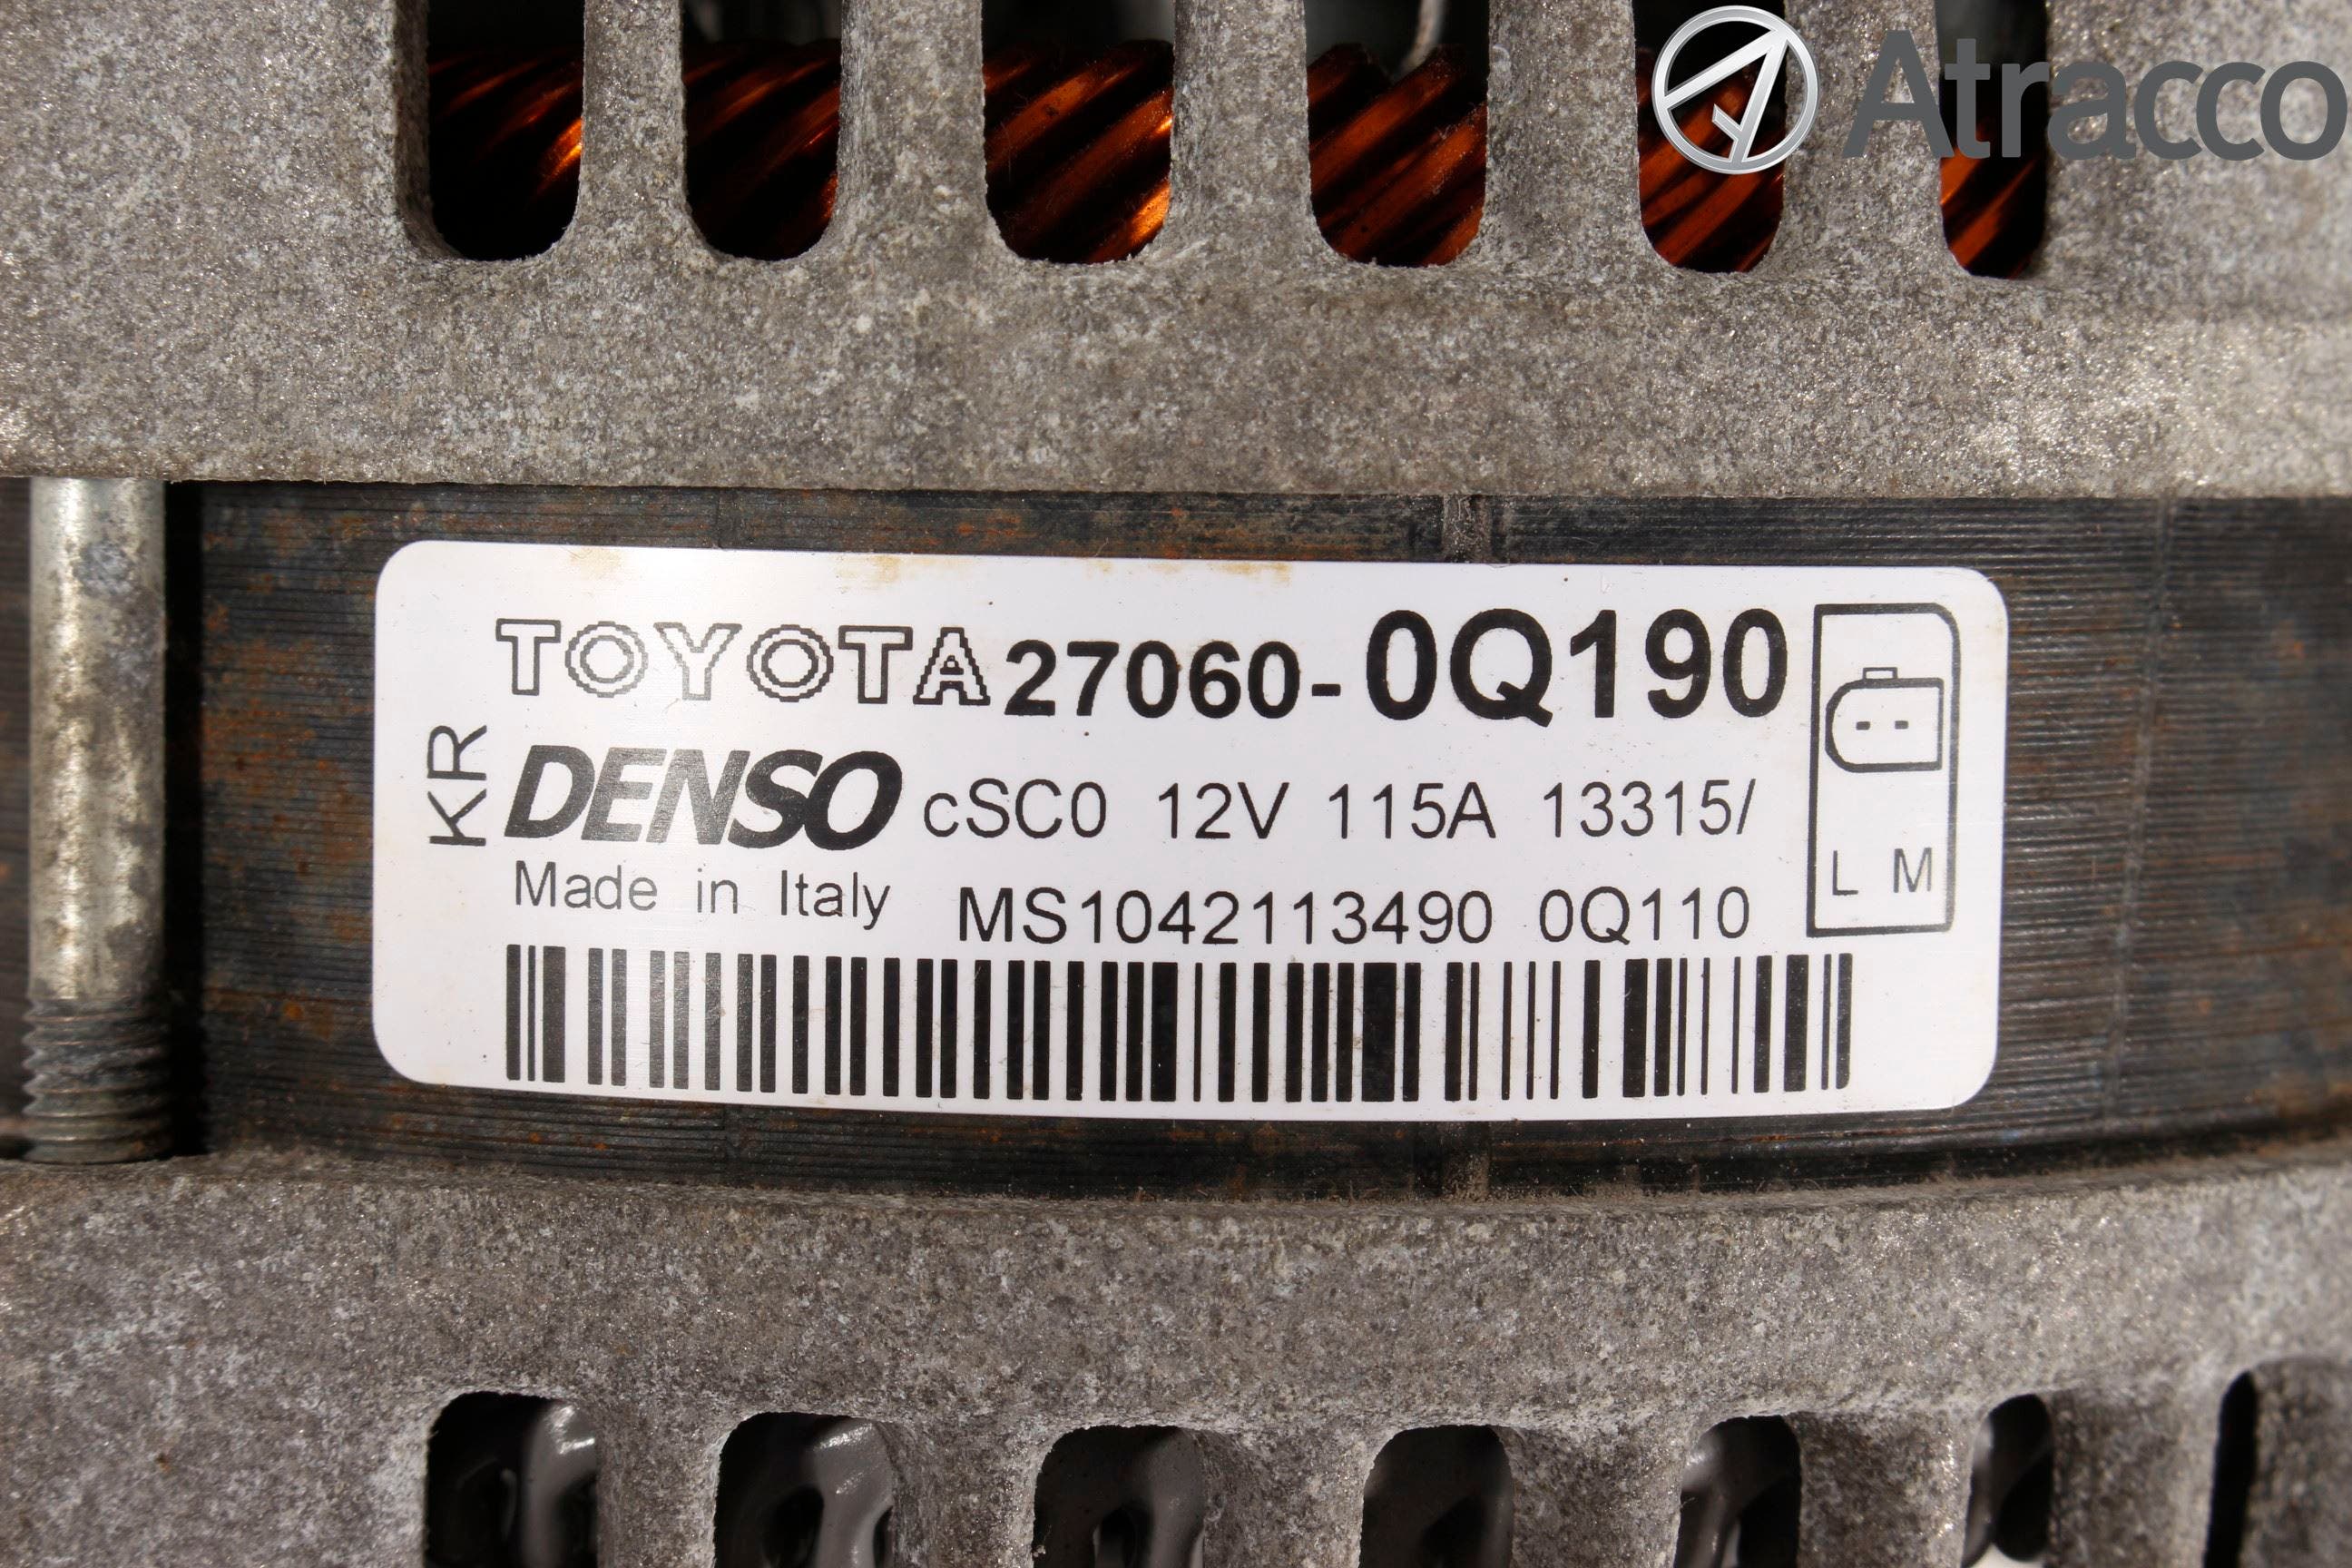 Atracco
TOYOTA 27060-0Q190
KR
DENSO cSC0 12V 115A 13315/
Made in Italy MS1042113490 0Q110
L M